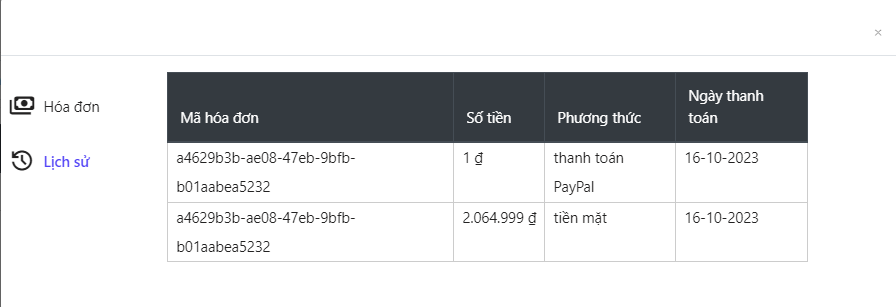 ×
Hóa đơn
Lịch sử
Mã hóa đơn Số tiền Phương thức Ngày thanh
toán
a4629b3b-ae08-47eb-9bfb- 1 ₫ thanh toán 16-10-2023
b01aabea5232 PayPal
a4629b3b-ae08-47eb-9bfb- 2.064.999 ₫ tiền mặt 16-10-2023
b01aabea5232